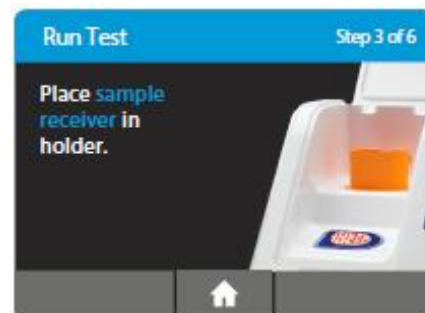 Run Test
Step 3 of 6
Place sample
receiver in
holder.